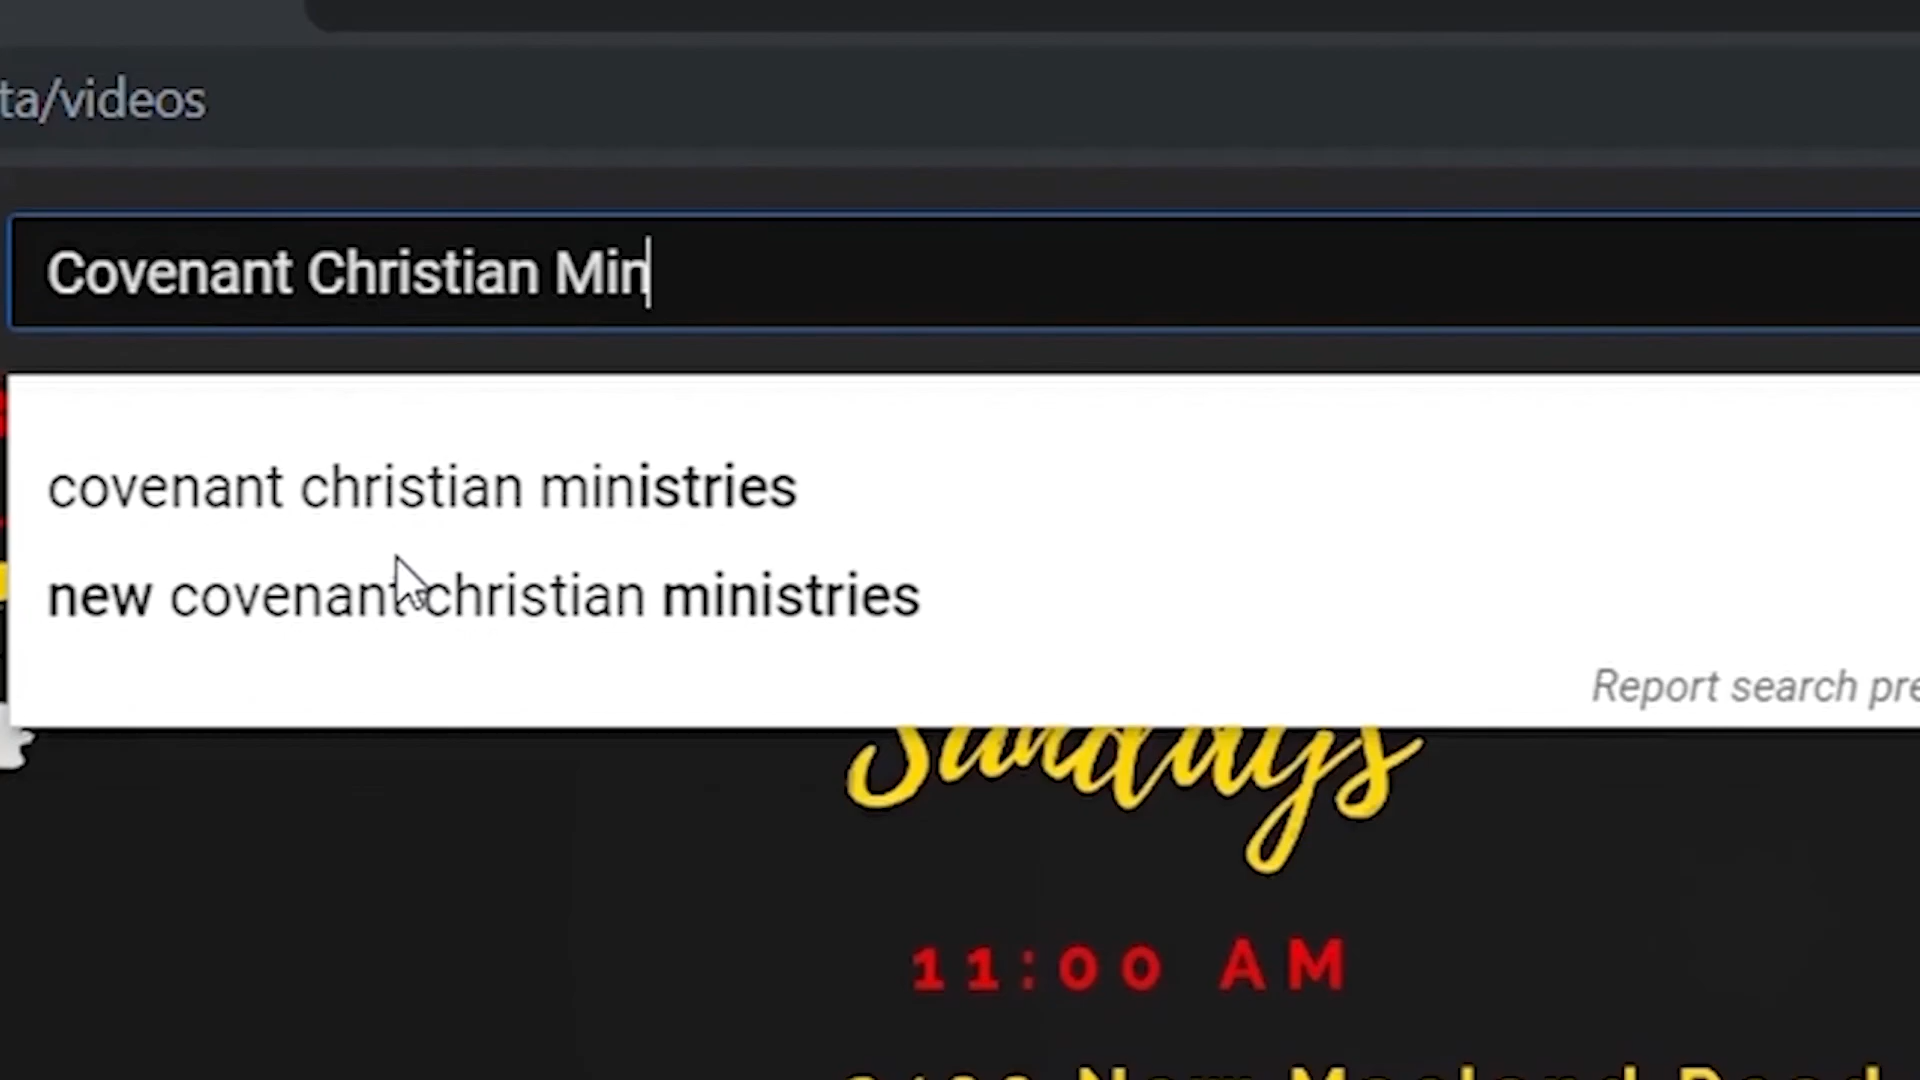 ta/videos
Covenant Christian Min
covenant christian ministries
new covenant christian ministries
Report search pre
Sundays
11:00 AM